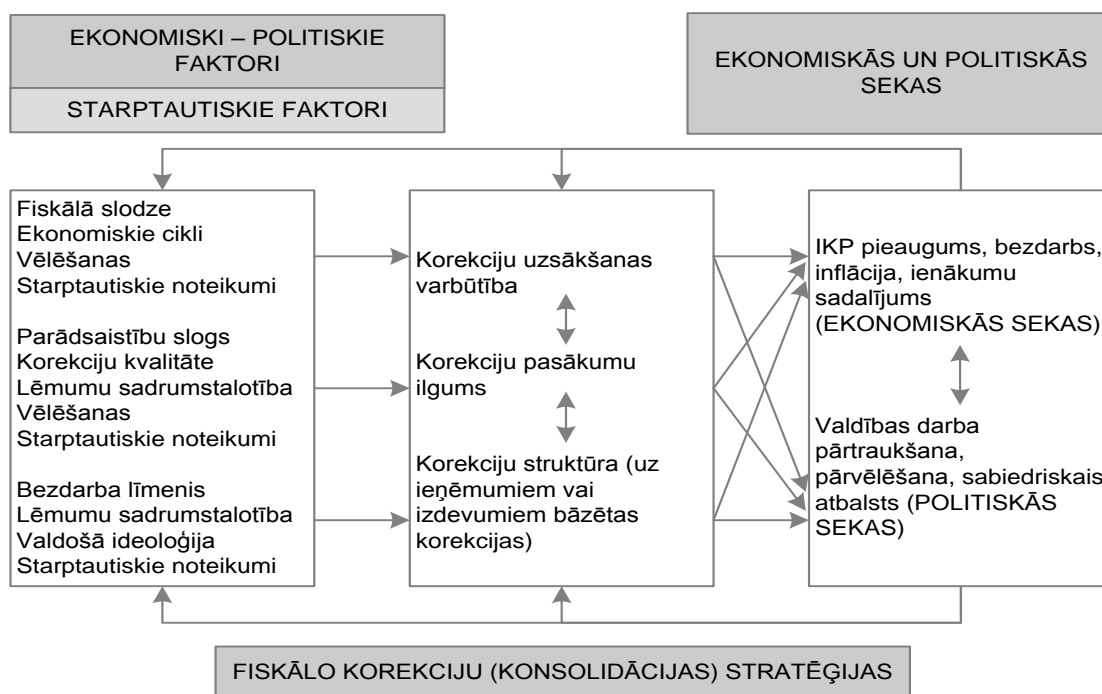 EKONOMISKI – POLITISKIE
FAKTORI
STARPTAUTISKIE FAKTORI
EKONOMISKĀS UN POLITISKĀS
SEKAS
Fiskālā slodze
Ekonomiskie cikli
Vēlēšanas
Starptautiskie noteikumi
Parādsaistību slogs
Korekciju kvalitāte
Lēmumu sadrumstalotība
Vēlēšanas
Starptautiskie noteikumi
Bezdarba līmenis
Lēmumu sadrumstalotība
Valdošā ideoloģija
Starptautiskie noteikumi
Korekciju uzsākšanas
varbūtība
Korekciju pasākumu
ilgums
Korekciju struktūra (uz
ieņēmumiem vai
izdevumiem bāzētas
korekcijas)
IKP pieaugums, bezdarbs,
inflācija, ienākumu
sadalījums
(EKONOMISKĀS SEKAS)
Valdības darba
pārtraukšana,
pārvēlēšana, sabiedriskais
atbalsts (POLITISKĀS
SEKAS)
FISKĀLO KOREKCIJU (KONSOLIDĀCIJAS) STRATĒĢIJAS